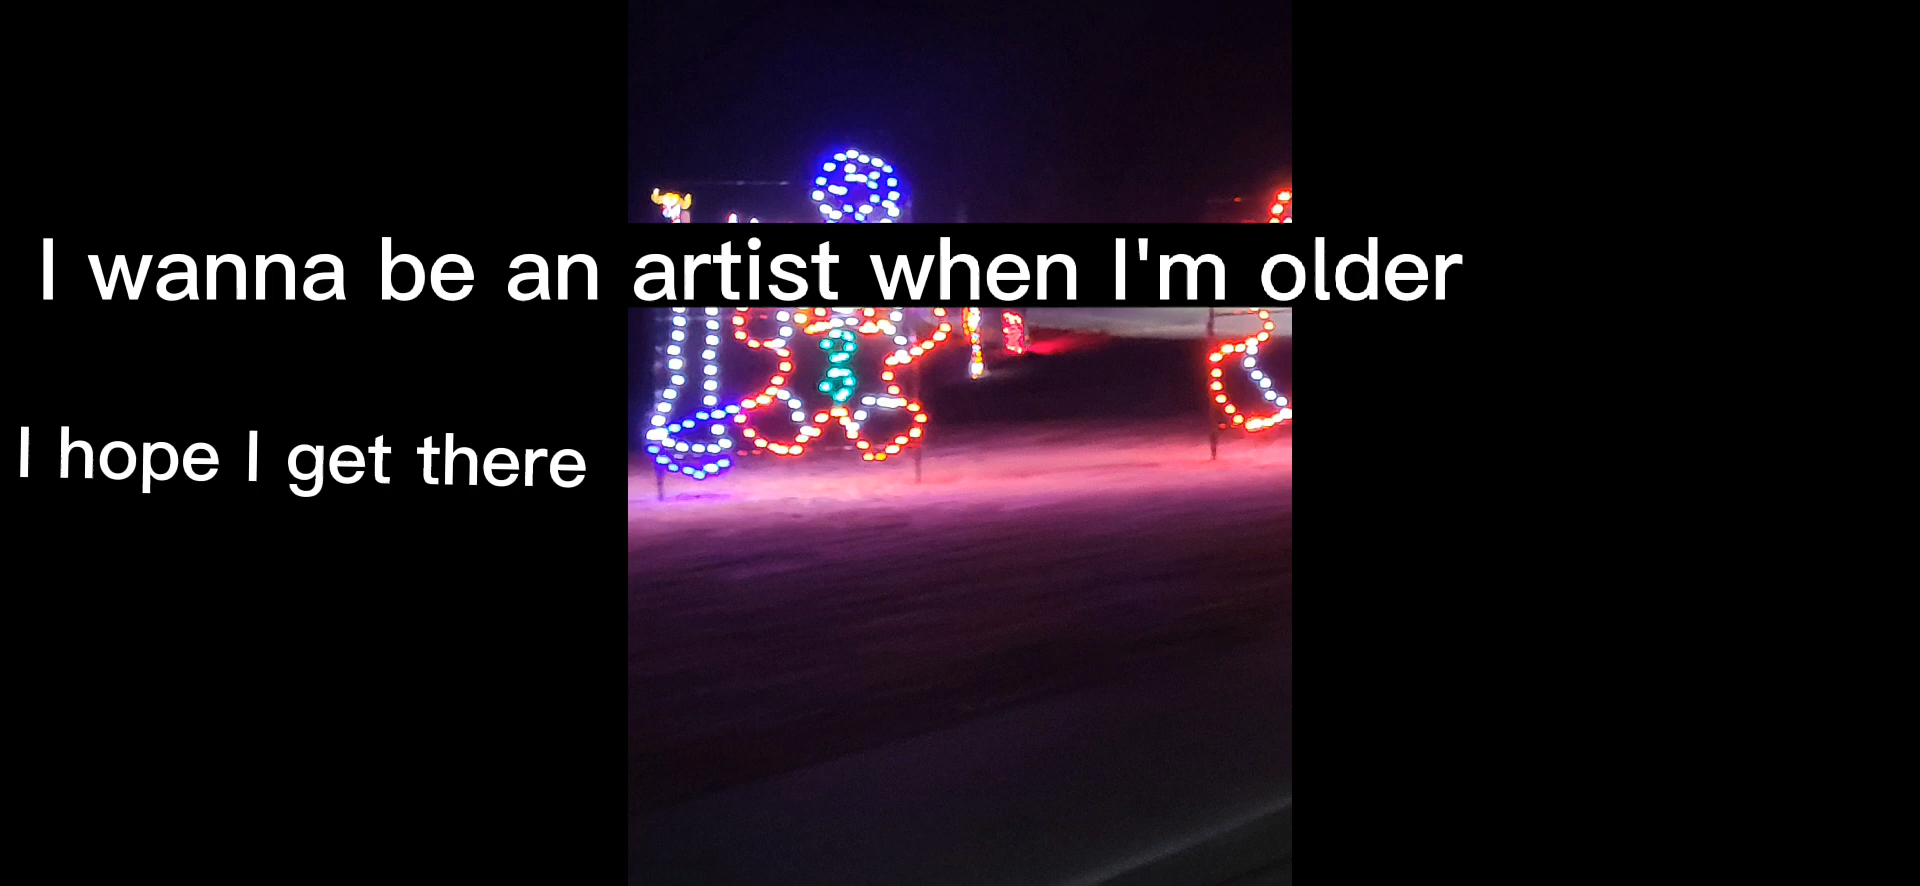 I wanna be an artist when I'm older
I hope I get there